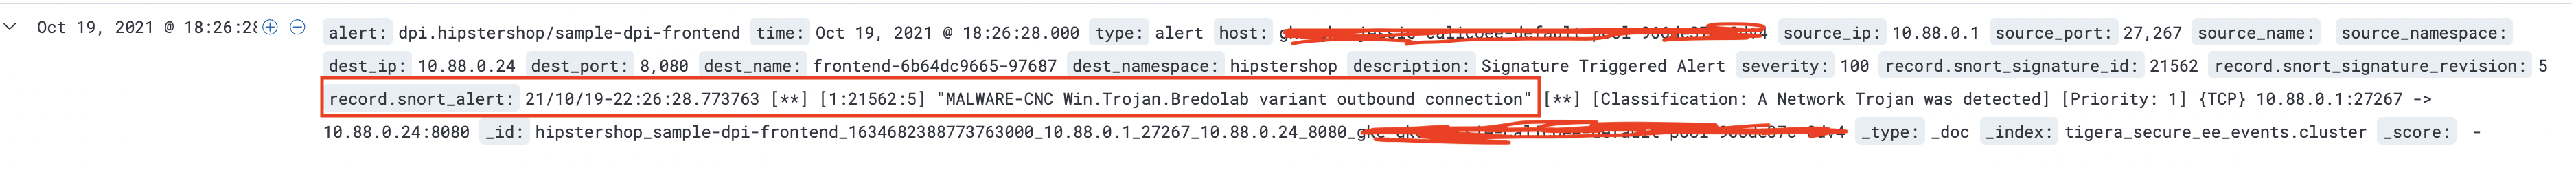 Oct 19, 2021 @ 18:26:28 alert: dpi.hipstershop/sample-dpi-frontend time: Oct 19, 2021 @ 18:26:28.000 type: alert host: source_ip: 10.88.0.1 source_port: 27,267 source_name: source_namespace:
dest_ip: 10.88.0.24 dest_port: 8,080 dest_name: frontend-6b64dc9665-97687 dest_namespace: hipstershop description: Signature Triggered Alert severity: 100 record.snort_signature_id: 21562 record.snort_signature_revision: 5
record.snort_alert: 21/10/19-22:26:28.773763 [**] [1:21562:5] "MALWARE-CNC Win.Trojan.Bredolab variant outbound connection" [**] [Classification: A Network Trojan was detected] [Priority: 1] {TCP} 10.88.0.1:27267 ->
10.88.0.24:8080 _id: hipstershop_sample-dpi-frontend_1634682388773763000_10.88.0.1_27267_10.88.0.24_8080_ _type: _doc _index: tigera_secure_ee_events.cluster _score: -